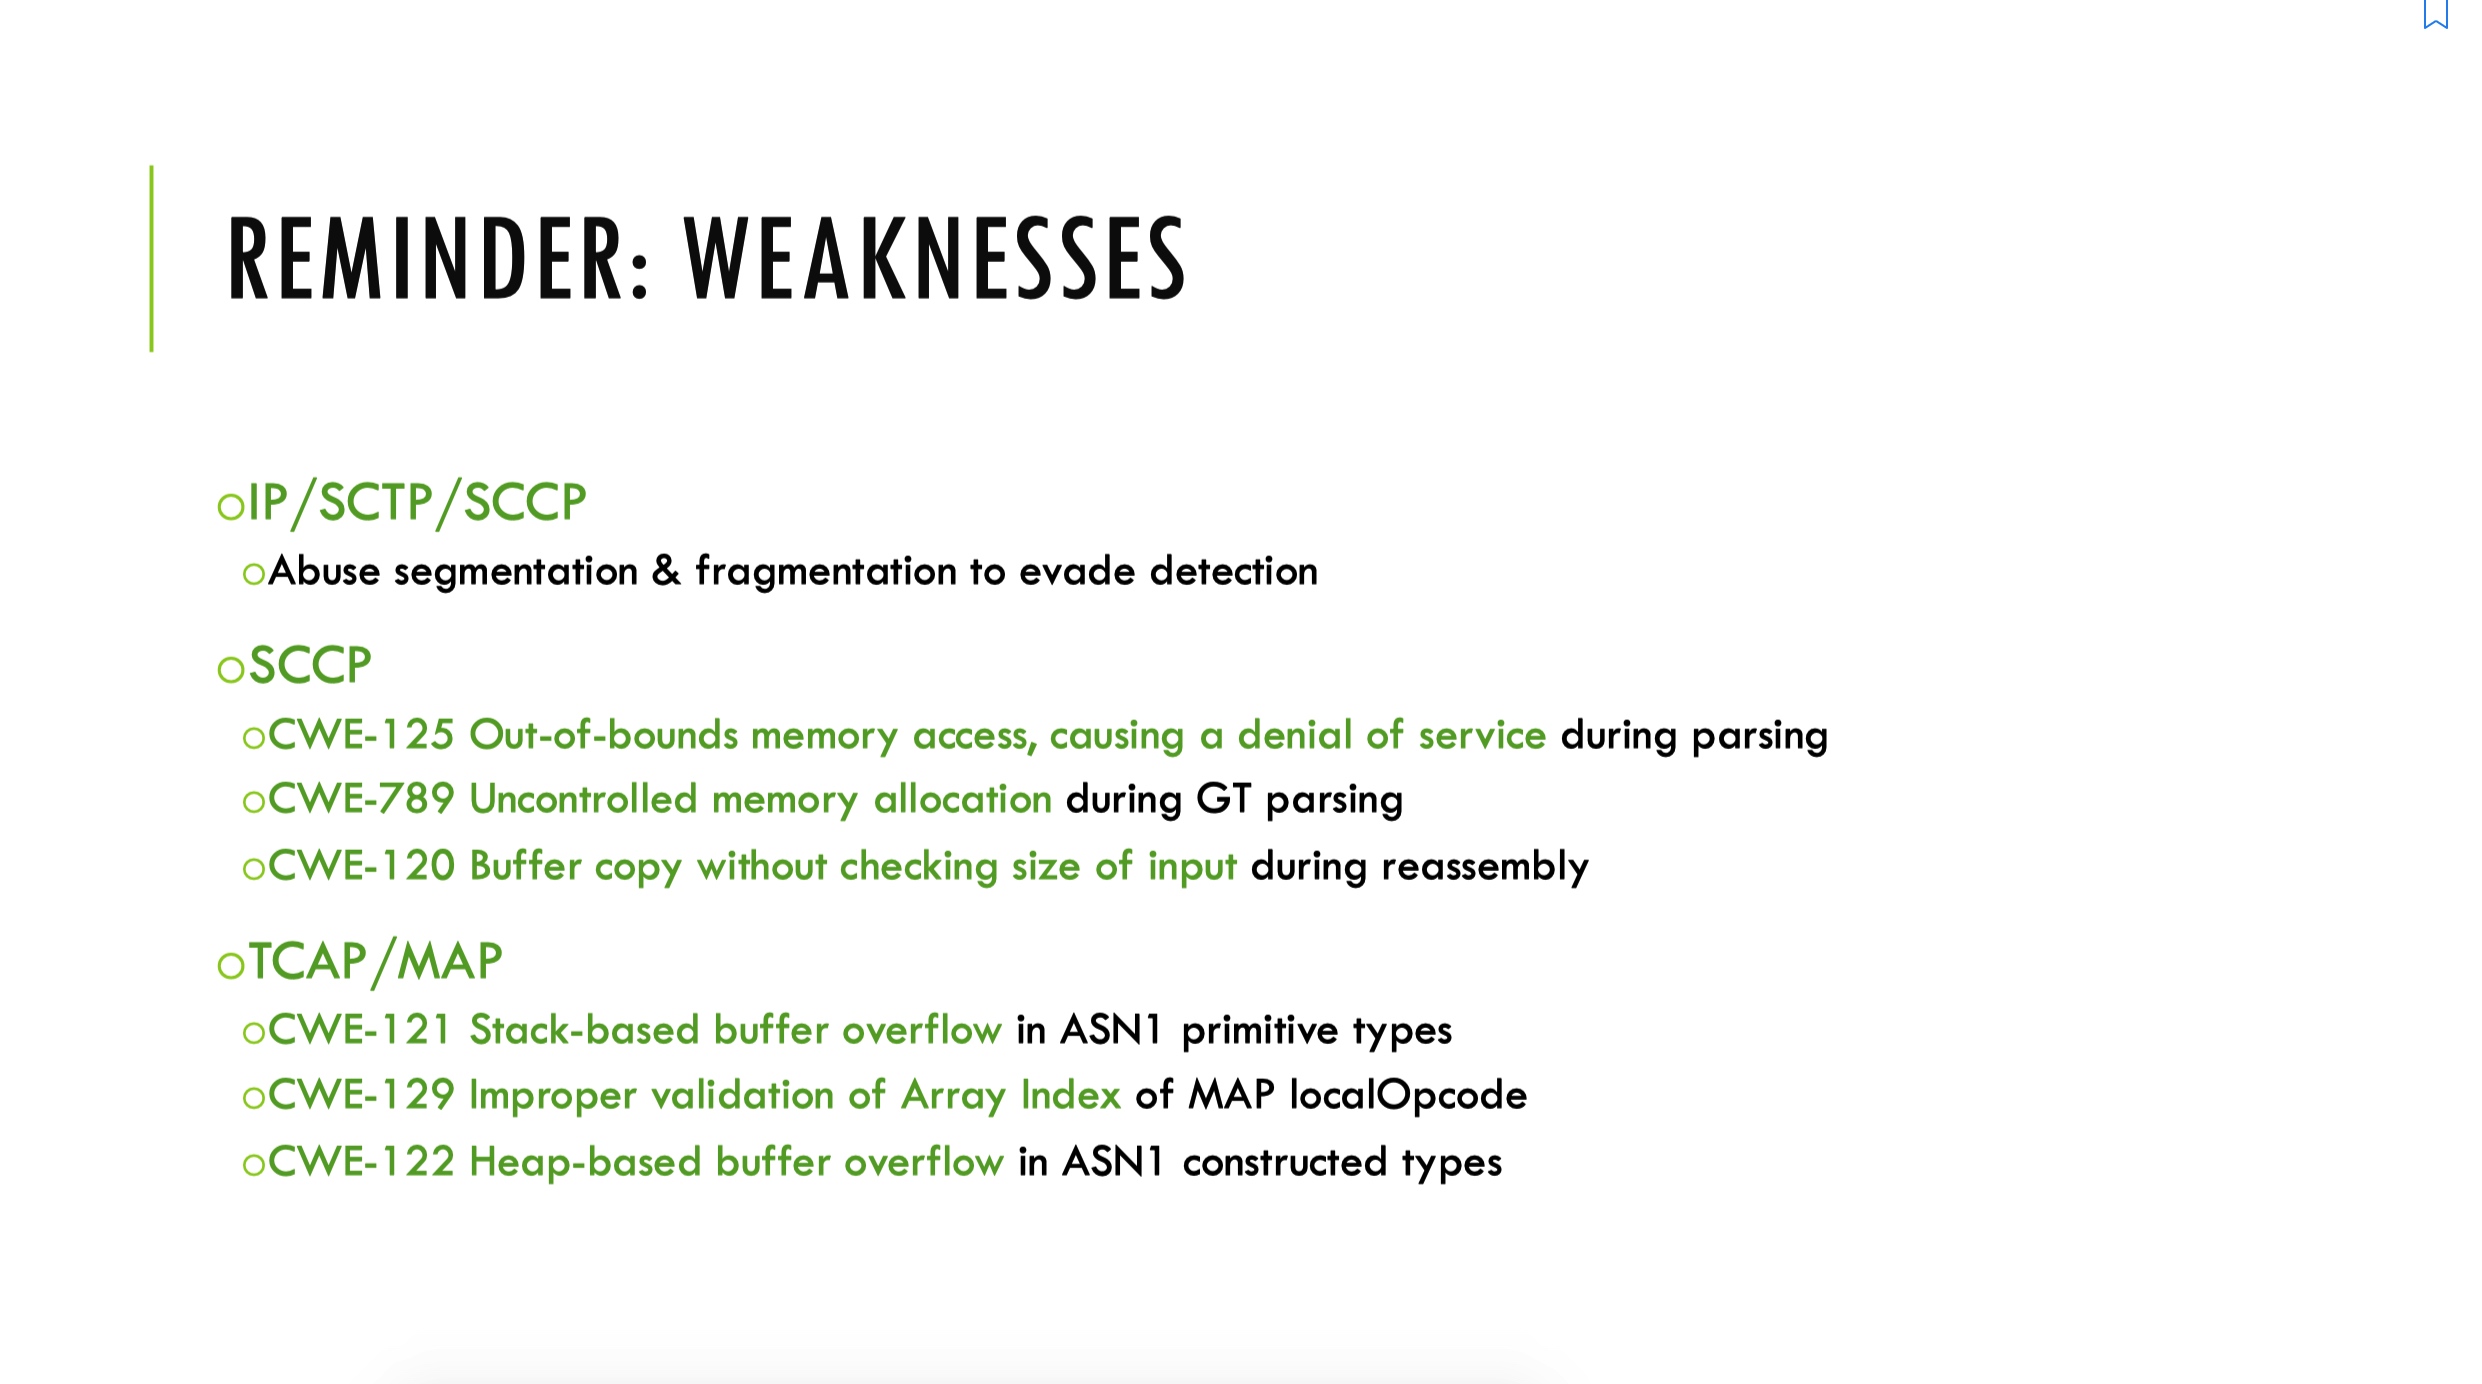 REMINDER: WEAKNESSES
IP/SCTP/SCCP
Abuse segmentation & fragmentation to evade detection
SCCP
CWE-125 Out-of-bounds memory access, causing a denial of service during parsing
CWE-789 Uncontrolled memory allocation during GT parsing
CWE-120 Buffer copy without checking size of input during reassembly
TCAP/MAP
CWE-121 Stack-based buffer overflow in ASN1 primitive types
CWE-129 Improper validation of Array Index of MAP localOpcode
CWE-122 Heap-based buffer overflow in ASN1 constructed types